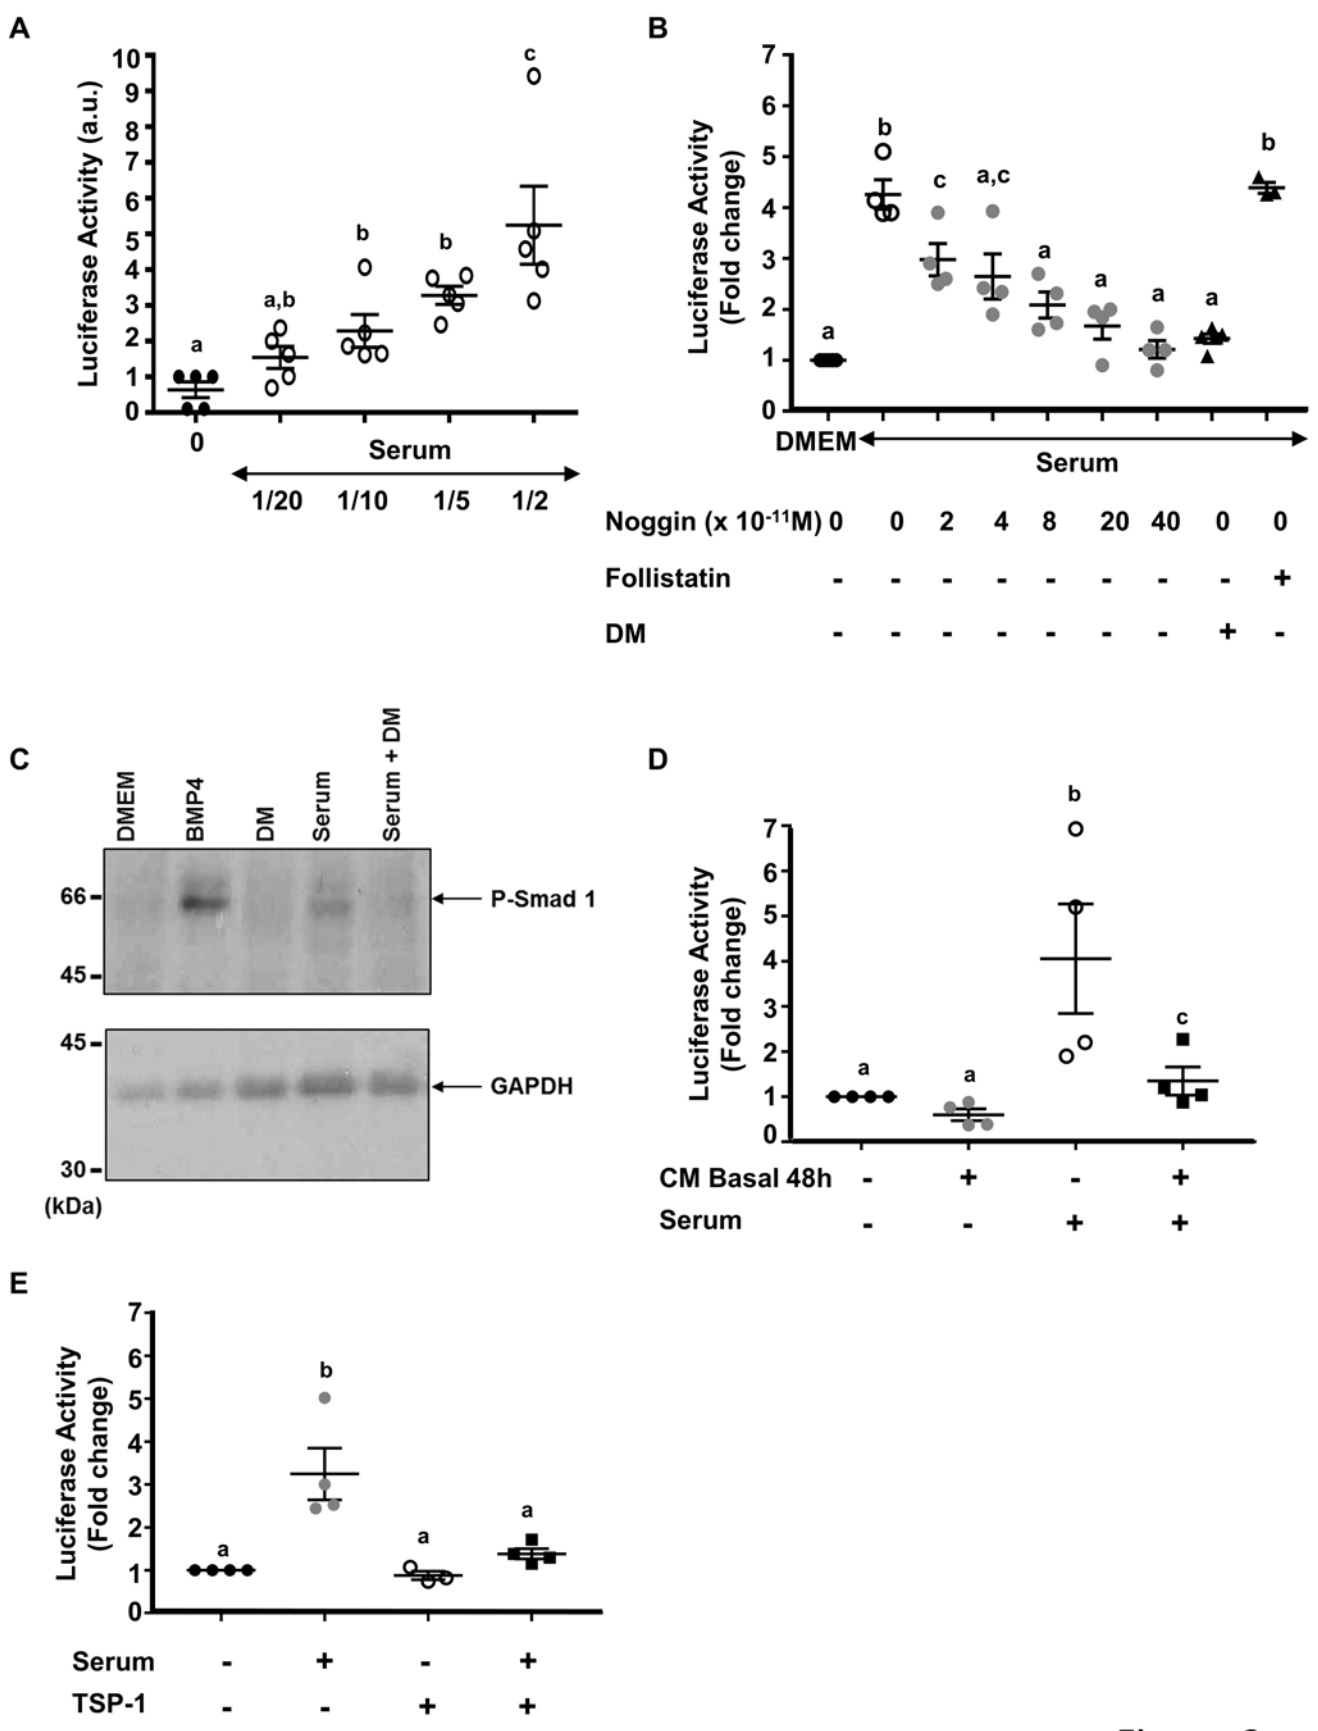 A
Luciferase Activity (a.u.)
10
9
8
7
6
5
4
3
2
1
0
a
a,b
b
b
c
0
Serum
1/20 1/10 1/5 1/2
B
Luciferase Activity
(Fold change)
7
6
5
4
3
2
1
0
a
b
c
a,c
a
a
a
a
b
DMEM
Serum
Noggin (x 10-11M) 0 0 2 4 8 20 40 0 0
Follistatin - - - - - - - - +
DM - - - - - - - + -
C
DMEM
BMP4
DM
Serum
Serum + DM
66
45
P-Smad 1
45
30
GAPDH
(kDa)
D
Luciferase Activity
(Fold change)
7
6
5
4
3
2
1
0
a
a
b
c
CM Basal 48h - + - +
Serum - - + +
E
Luciferase Activity
(Fold change)
7
6
5
4
3
2
1
0
a
b
a
a
Serum - + - +
TSP-1 - - + +